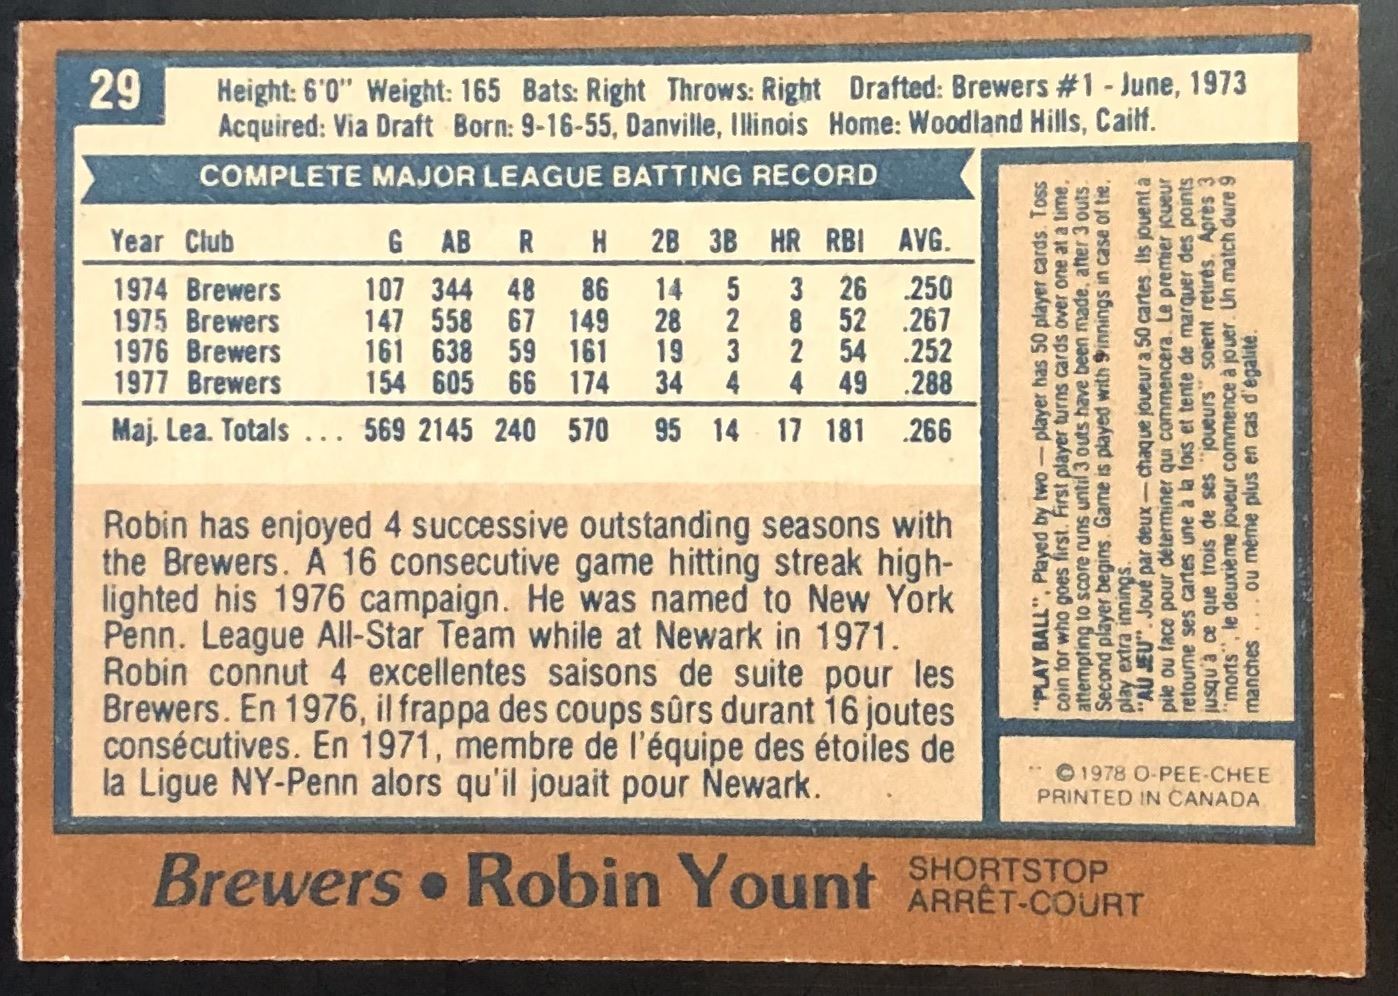 29
Height: 6'0" Weight: 165 Bats: Right Throws: Right Drafted: Brewers #1 - June, 1973
Acquired: Via Draft Born: 9-16-55, Danville, Illinois Home: Woodland Hills, Cailf.
COMPLETE MAJOR LEAGUE BATTING RECORD
Year Club G AB R H 2B 3B HR RBI AVG.
1974 Brewers 107 344 48 86 14 5 3 26 .250
1975 Brewers 147 558 67 149 28 2 8 52 .267
1976 Brewers 161 638 59 161 19 3 2 54 .252
1977 Brewers 154 605 66 174 34 4 4 49 .288
Maj. Lea. Totals ... 569 2145 240 570 95 14 17 181 .266
Robin has enjoyed 4 successive outstanding seasons with
the Brewers. A 16 consecutive game hitting streak high-
lighted his 1976 campaign. He was named to New York
Penn. League All-Star Team while at Newark in 1971.
Robin connut 4 excellentes saisons de suite pour les
Brewers. En 1976, il frappa des coups sûrs durant 16 joutes
consécutives. En 1971, membre de l'équipe des étoiles de
la Ligue NY-Penn alors qu'il jouait pour Newark.
"PLAY BALL". Played by two — player has 50 player cards. Toss
coin for who goes first. First player turns cards over one at a time,
attempting to score runs until 3 outs have been made, after 3 outs
Second player begins. Game is played with 9 innings in case of tie,
play extra innings.
"AU JEU". Joué par deux — chaque joueur a 50 cartes. Ils jouent a
pile ou face pour déterminer qui commencera. Le premier joueur
retourne ses cartes une à la fois et tente de marquer des points
jusqu'à ce que trois de ses "joueurs" soient retirés. Après 3
"morts", le deuxième joueur commence à jouer. Un match dure 9
manches ... ou même plus en cas d'égalité.
© 1978 O-PEE-CHEE
PRINTED IN CANADA
Brewers • Robin Yount SHORTSTOP
ARRÊT-COURT